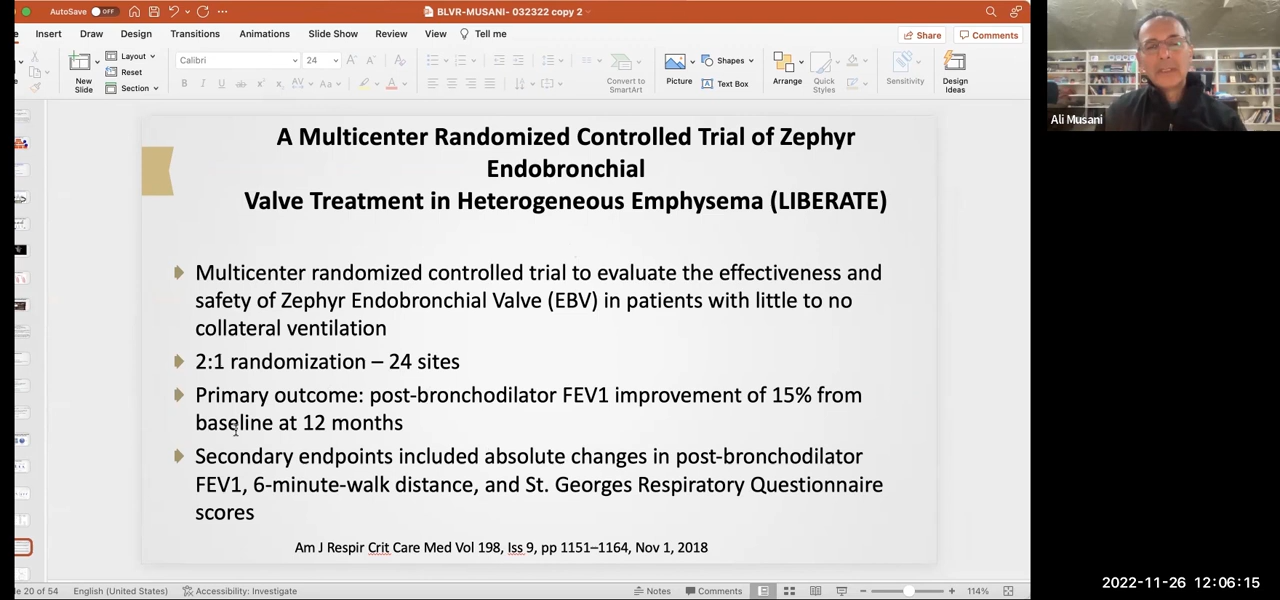 AutoSave OFF
BLVR-MUSANI- 032322 copy 2
Insert Draw Design Transitions Animations Slide Show Review View Tell me
Share Comments
New Slide
Layout
Reset
Section
Calibri 24
Convert to SmartArt
Picture
Shapes
Text Box
Arrange
Quick Styles
Sensitivity
Design Ideas
Ali Musani
A Multicenter Randomized Controlled Trial of Zephyr
Endobronchial
Valve Treatment in Heterogeneous Emphysema (LIBERATE)
Multicenter randomized controlled trial to evaluate the effectiveness and
safety of Zephyr Endobronchial Valve (EBV) in patients with little to no
collateral ventilation
2:1 randomization – 24 sites
Primary outcome: post-bronchodilator FEV1 improvement of 15% from
baseline at 12 months
Secondary endpoints included absolute changes in post-bronchodilator
FEV1, 6-minute-walk distance, and St. Georges Respiratory Questionnaire
scores
Am J Respir Crit Care Med Vol 198, Iss 9, pp 1151–1164, Nov 1, 2018
2022-11-26 12:06:15
le 20 of 54 English (United States) Accessibility: Investigate Notes Comments 114%